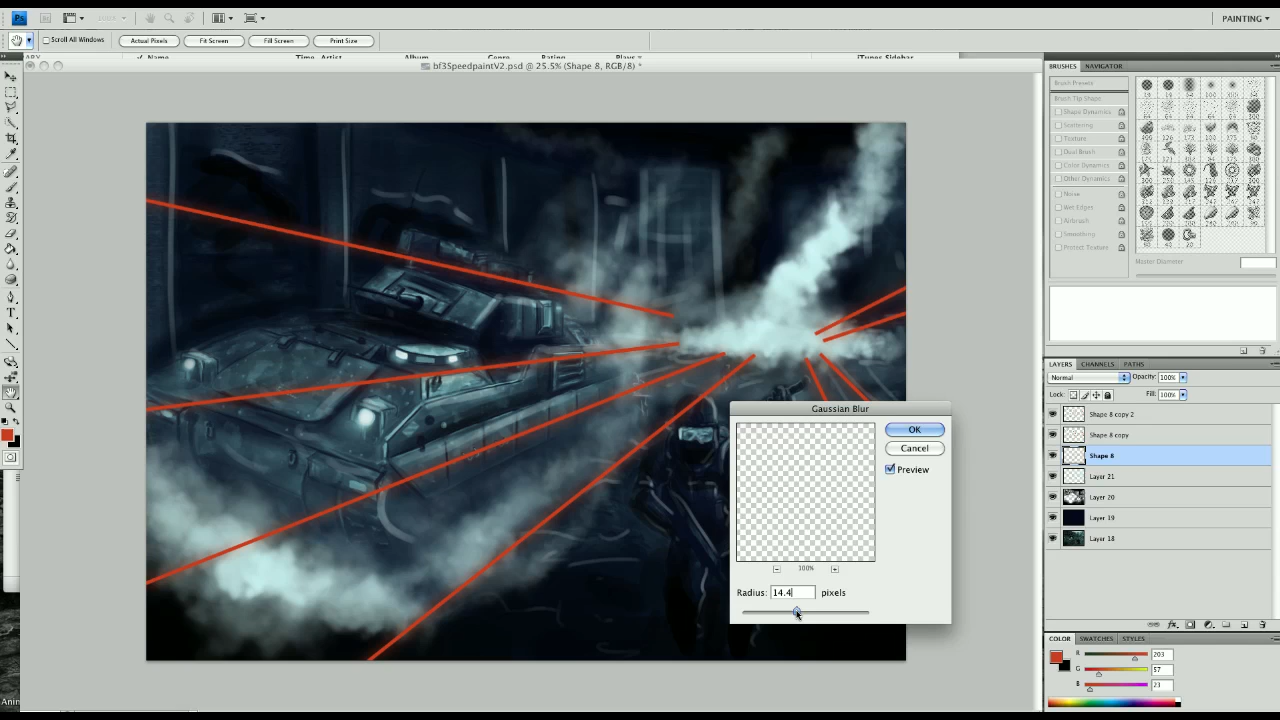 Ps
PAINTING
Scroll All Windows
Actual Pixels
Fit Screen
Fill Screen
Print Size
Name
Time
Artist
Album
Genre
Rating
Plays
iTunes Sidebar
bf3SpeedpaintV2.psd @ 25.5% (Shape 8, RGB/8) *
BRUSHES
NAVIGATOR
Brush Presets
Brush Tip Shape
Shape Dynamics
Scattering
Texture
Dual Brush
Color Dynamics
Other Dynamics
Noise
Wet Edges
Airbrush
Smoothing
Protect Texture
Master Diameter
LAYERS
CHANNELS
PATHS
Normal
Opacity: 100%
Lock:
Fill: 100%
Shape 8 copy 2
Shape 8 copy
Shape 8
Layer 21
Layer 20
Layer 19
Layer 18
Gaussian Blur
OK
Cancel
Preview
100%
Radius: 14.4 pixels
COLOR
SWATCHES
STYLES
R 203
G 57
B 23
Anin